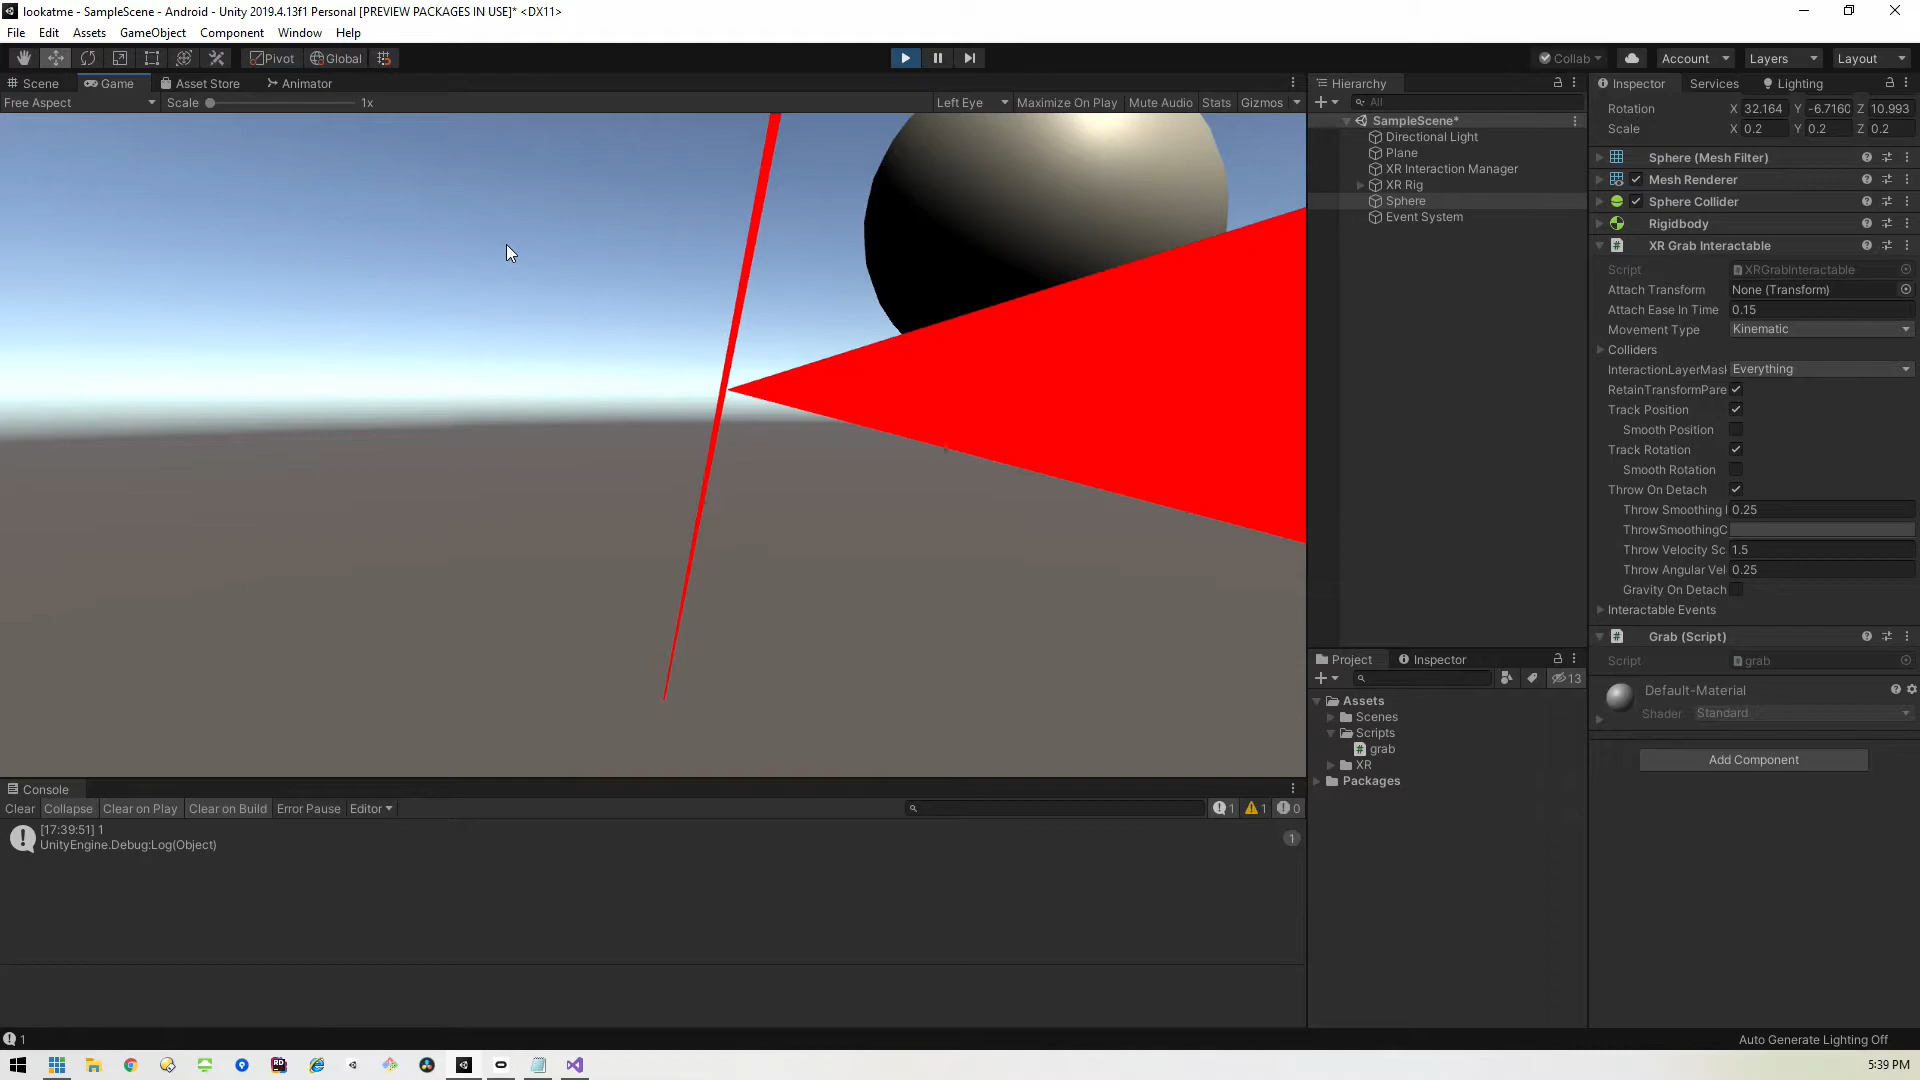 lookatme - SampleScene - Android - Unity 2019.4.13f1 Personal [PREVIEW PACKAGES IN USE]* <DX11>
File Edit Assets GameObject Component Window Help
Pivot Global Collab Account Layers Layout
Scene Game Asset Store Animator
Free Aspect Scale 1x Left Eye Maximize On Play Mute Audio Stats Gizmos
Hierarchy
All
SampleScene*
Directional Light
Plane
XR Interaction Manager
XR Rig
Sphere
Event System
Inspector Services Lighting
Rotation X 32.164 Y -6.7160 Z 10.993
Scale X 0.2 Y 0.2 Z 0.2
Sphere (Mesh Filter)
Mesh Renderer
Sphere Collider
Rigidbody
XR Grab Interactable
Script XRGrabInteractable
Attach Transform None (Transform)
Attach Ease In Time 0.15
Movement Type Kinematic
Colliders
InteractionLayerMas Everything
RetainTransformPare
Track Position
Smooth Position
Track Rotation
Smooth Rotation
Throw On Detach
Throw Smoothing 0.25
ThrowSmoothingC
Throw Velocity Sc 1.5
Throw Angular Vel 0.25
Gravity On Detach
Interactable Events
Grab (Script)
Script grab
Default-Material
Shader Standard
Add Component
Project Inspector
13
Assets
Scenes
Scripts
grab
XR
Packages
Console
Clear Collapse Clear on Play Clear on Build Error Pause Editor 1 1 0
[17:39:51] 1
UnityEngine.Debug:Log(Object)
1
1
Auto Generate Lighting Off
5:39 PM